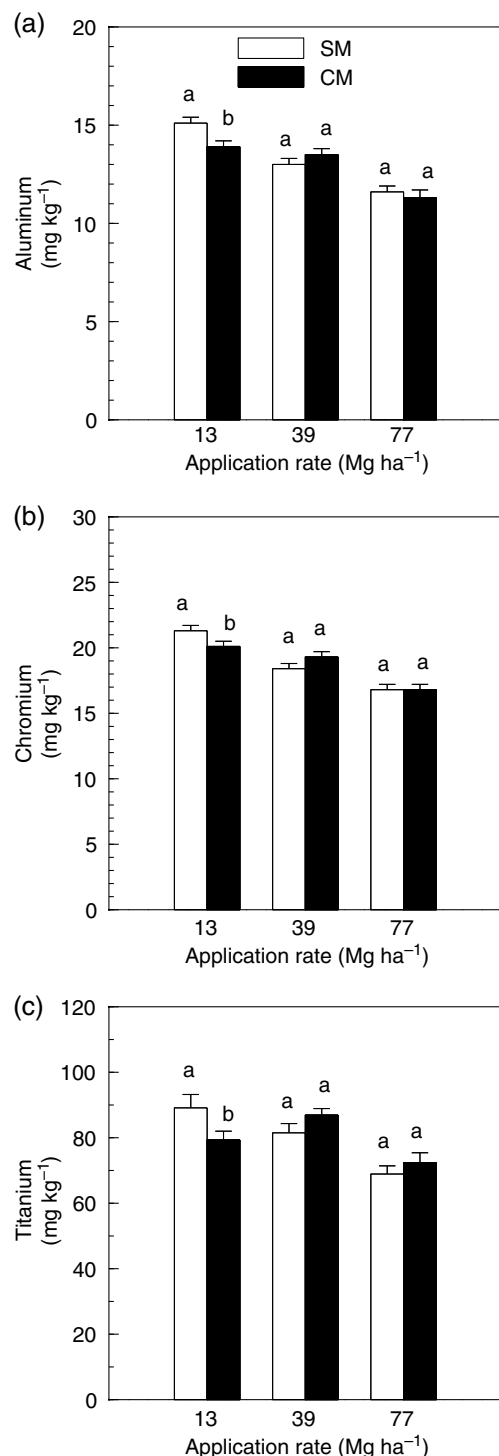 (a)
20
15
10
5
0
Aluminum
(mg kg⁻¹)
SM
CM
a
b
a
a
a
a
13
39
77
Application rate (Mg ha⁻¹)
(b)
30
25
20
15
10
5
0
Chromium
(mg kg⁻¹)
a
b
a
a
a
a
13
39
77
Application rate (Mg ha⁻¹)
(c)
120
100
80
60
40
20
0
Titanium
(mg kg⁻¹)
a
b
a
a
a
a
13
39
77
Application rate (Mg ha⁻¹)